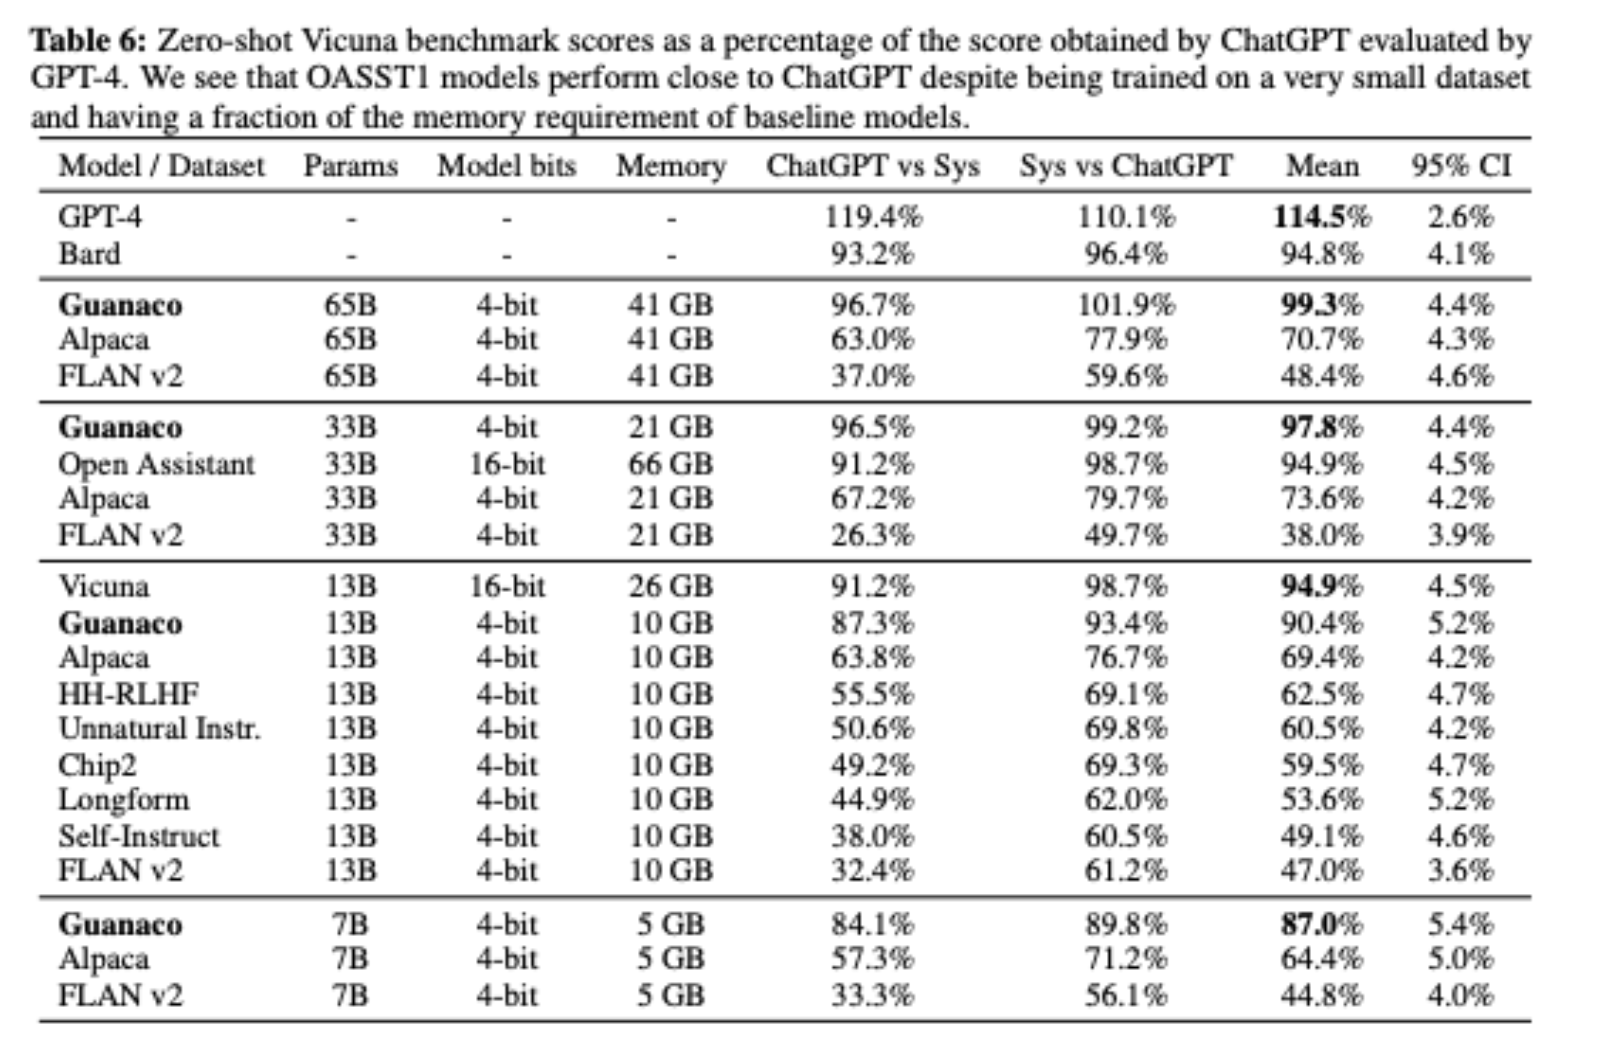 Table 6: Zero-shot Vicuna benchmark scores as a percentage of the score obtained by ChatGPT evaluated by
GPT-4. We see that OASST1 models perform close to ChatGPT despite being trained on a very small dataset
and having a fraction of the memory requirement of baseline models.
Model / Dataset Params Model bits Memory ChatGPT vs Sys Sys vs ChatGPT Mean 95% CI
GPT-4 - - - 119.4% 110.1% 114.5% 2.6%
Bard - - - 93.2% 96.4% 94.8% 4.1%
Guanaco 65B 4-bit 41 GB 96.7% 101.9% 99.3% 4.4%
Alpaca 65B 4-bit 41 GB 63.0% 77.9% 70.7% 4.3%
FLAN v2 65B 4-bit 41 GB 37.0% 59.6% 48.4% 4.6%
Guanaco 33B 4-bit 21 GB 96.5% 99.2% 97.8% 4.4%
Open Assistant 33B 16-bit 66 GB 91.2% 98.7% 94.9% 4.5%
Alpaca 33B 4-bit 21 GB 67.2% 79.7% 73.6% 4.2%
FLAN v2 33B 4-bit 21 GB 26.3% 49.7% 38.0% 3.9%
Vicuna 13B 16-bit 26 GB 91.2% 98.7% 94.9% 4.5%
Guanaco 13B 4-bit 10 GB 87.3% 93.4% 90.4% 5.2%
Alpaca 13B 4-bit 10 GB 63.8% 76.7% 69.4% 4.2%
HH-RLHF 13B 4-bit 10 GB 55.5% 69.1% 62.5% 4.7%
Unnatural Instr. 13B 4-bit 10 GB 50.6% 69.8% 60.5% 4.2%
Chip2 13B 4-bit 10 GB 49.2% 69.3% 59.5% 4.7%
Longform 13B 4-bit 10 GB 44.9% 62.0% 53.6% 5.2%
Self-Instruct 13B 4-bit 10 GB 38.0% 60.5% 49.1% 4.6%
FLAN v2 13B 4-bit 10 GB 32.4% 61.2% 47.0% 3.6%
Guanaco 7B 4-bit 5 GB 84.1% 89.8% 87.0% 5.4%
Alpaca 7B 4-bit 5 GB 57.3% 71.2% 64.4% 5.0%
FLAN v2 7B 4-bit 5 GB 33.3% 56.1% 44.8% 4.0%